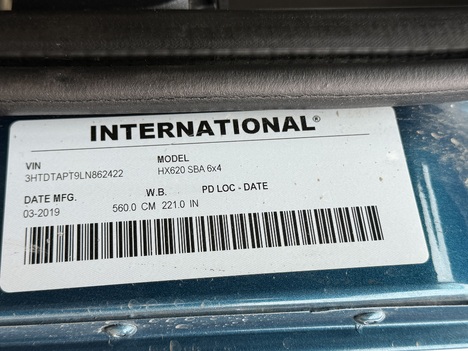 INTERNATIONAL®
VIN MODEL
3HTDTAPT9LN862422 HX620 SBA 6x4
DATE MFG. W.B. PD LOC - DATE
03-2019 560.0 CM 221.0 IN